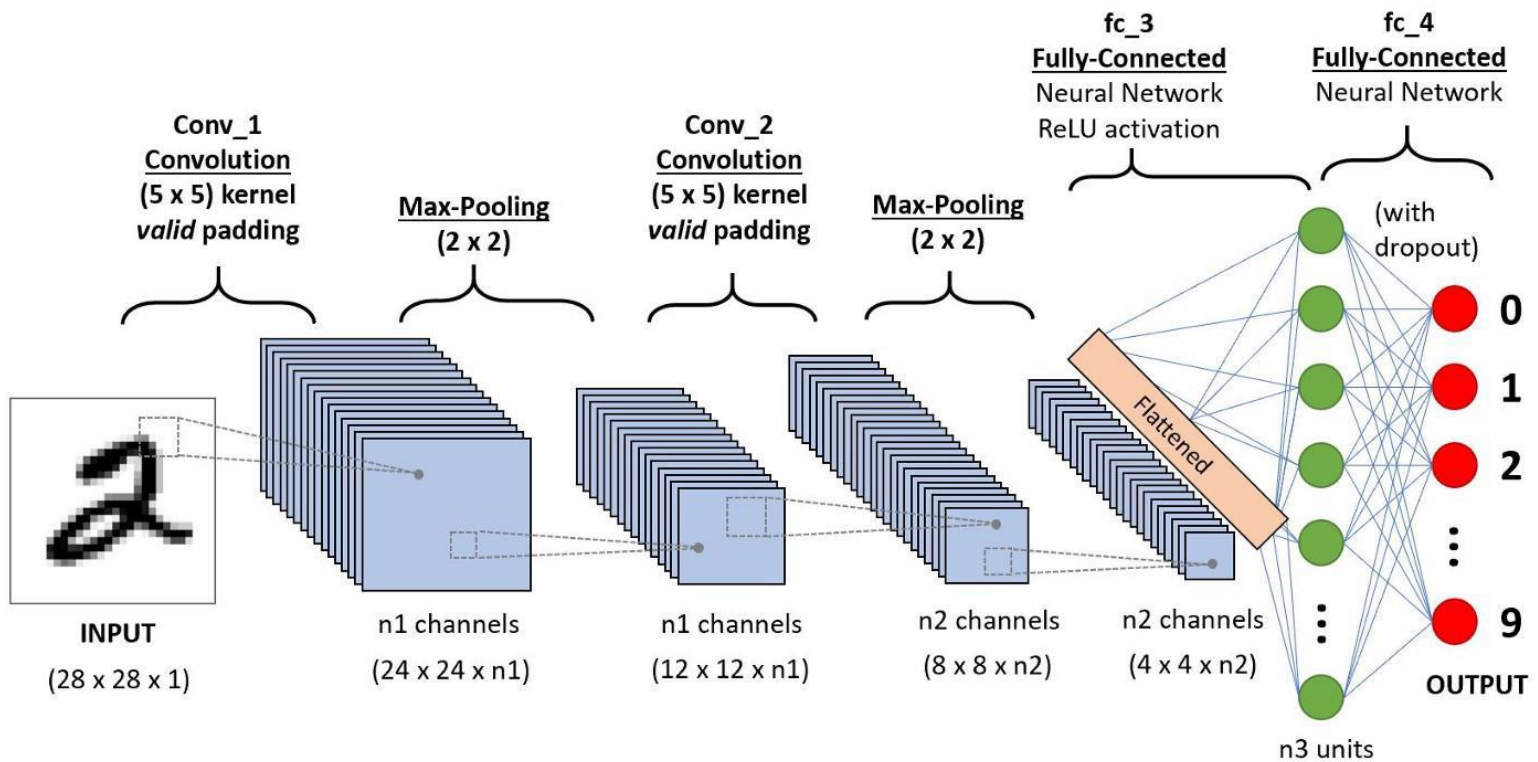 Conv_1
Convolution
(5 x 5) kernel
valid padding
Max-Pooling
(2 x 2)
Conv_2
Convolution
(5 x 5) kernel
valid padding
Max-Pooling
(2 x 2)
fc_3
Fully-Connected
Neural Network
ReLU activation
fc_4
Fully-Connected
Neural Network
(with
dropout)
INPUT
(28 x 28 x 1)
n1 channels
(24 x 24 x n1)
n1 channels
(12 x 12 x n1)
n2 channels
(8 x 8 x n2)
n2 channels
(4 x 4 x n2)
Flattened
n3 units
0
1
2
9
OUTPUT
2